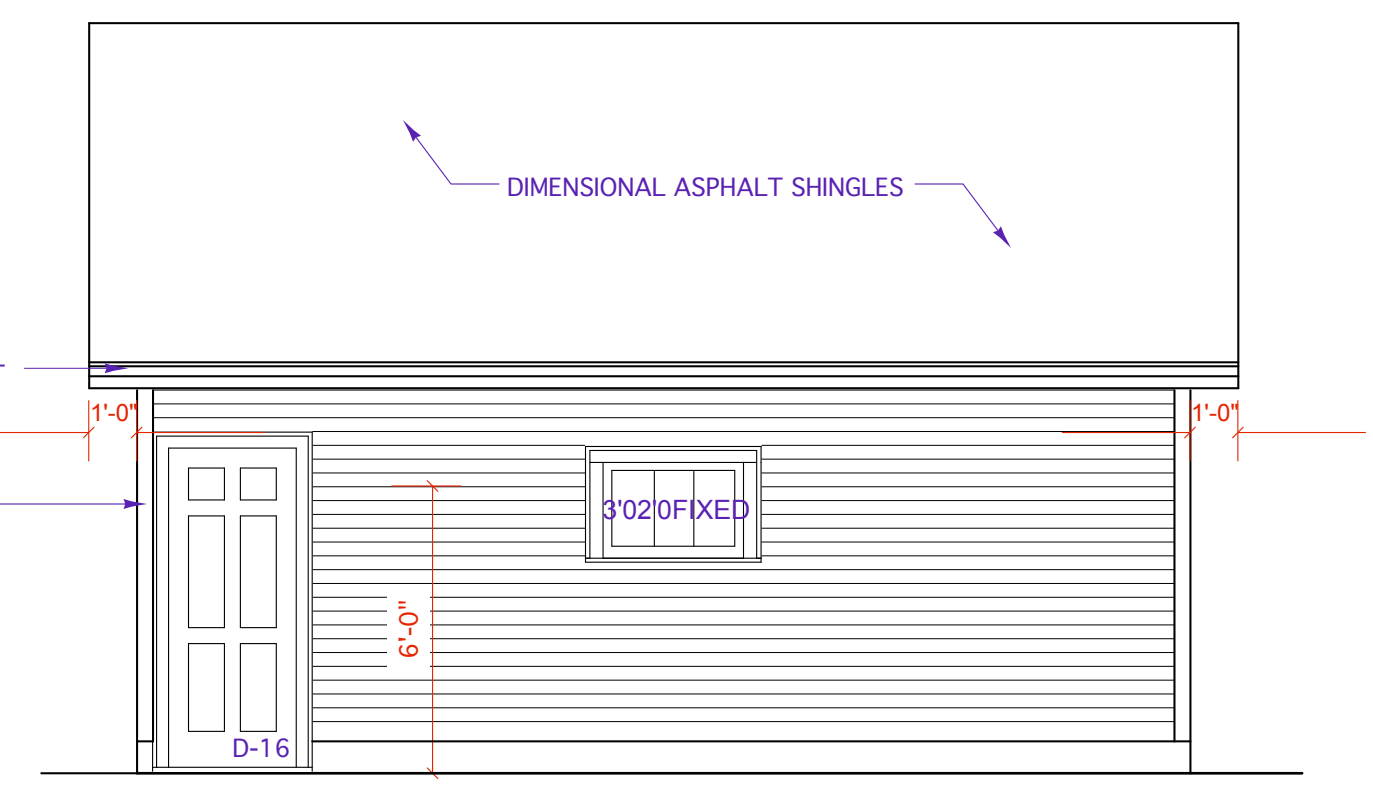 DIMENSIONAL ASPHALT SHINGLES
1'-0"
1'-0"
3'02'0FIXED
6'-0"
D-16